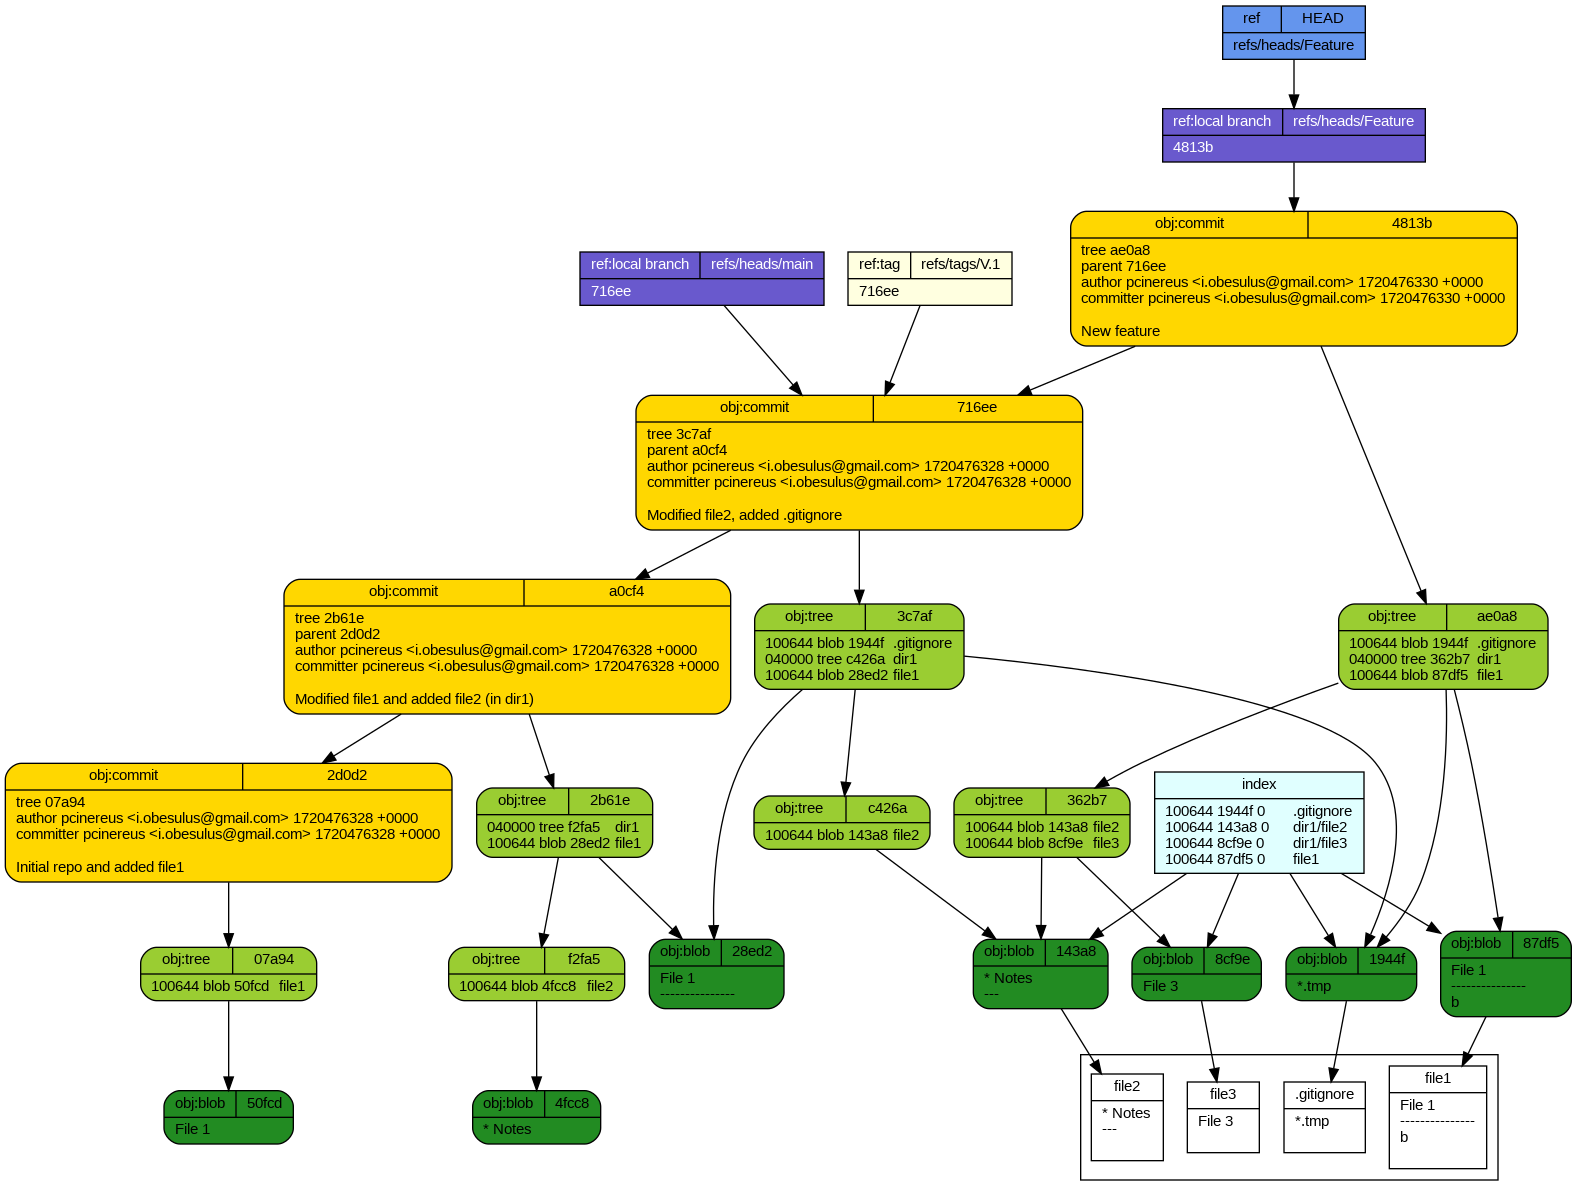 ref HEAD
refs/heads/Feature
ref:local branch refs/heads/Feature
4813b
obj:commit 4813b
tree ae0a8
parent 716ee
author pcinereus <i.obesulus@gmail.com> 1720476330 +0000
committer pcinereus <i.obesulus@gmail.com> 1720476330 +0000
New feature
ref:local branch refs/heads/main
716ee
ref:tag refs/tags/V.1
716ee
obj:commit 716ee
tree 3c7af
parent a0cf4
author pcinereus <i.obesulus@gmail.com> 1720476328 +0000
committer pcinereus <i.obesulus@gmail.com> 1720476328 +0000
Modified file2, added .gitignore
obj:commit a0cf4
tree 2b61e
parent 2d0d2
author pcinereus <i.obesulus@gmail.com> 1720476328 +0000
committer pcinereus <i.obesulus@gmail.com> 1720476328 +0000
Modified file1 and added file2 (in dir1)
obj:tree 3c7af
100644 blob 1944f .gitignore
040000 tree c426a dir1
100644 blob 28ed2 file1
obj:tree ae0a8
100644 blob 1944f .gitignore
040000 tree 362b7 dir1
100644 blob 87df5 file1
obj:commit 2d0d2
tree 07a94
author pcinereus <i.obesulus@gmail.com> 1720476328 +0000
committer pcinereus <i.obesulus@gmail.com> 1720476328 +0000
Initial repo and added file1
obj:tree 2b61e
040000 tree f2fa5 dir1
100644 blob 28ed2 file1
obj:tree c426a
100644 blob 143a8 file2
obj:tree 362b7
100644 blob 143a8 file2
100644 blob 8cf9e file3
index
100644 1944f 0 .gitignore
100644 143a8 0 dir1/file2
100644 8cf9e 0 dir1/file3
100644 87df5 0 file1
obj:tree 07a94
100644 blob 50fcd file1
obj:tree f2fa5
100644 blob 4fcc8 file2
obj:blob 28ed2
File 1
---------------
obj:blob 143a8
* Notes
---
obj:blob 8cf9e
File 3
obj:blob 1944f
*.tmp
obj:blob 87df5
File 1
---------------
b
obj:blob 50fcd
File 1
obj:blob 4fcc8
* Notes
file2
* Notes
---
file3
File 3
.gitignore
*.tmp
file1
File 1
---------------
b